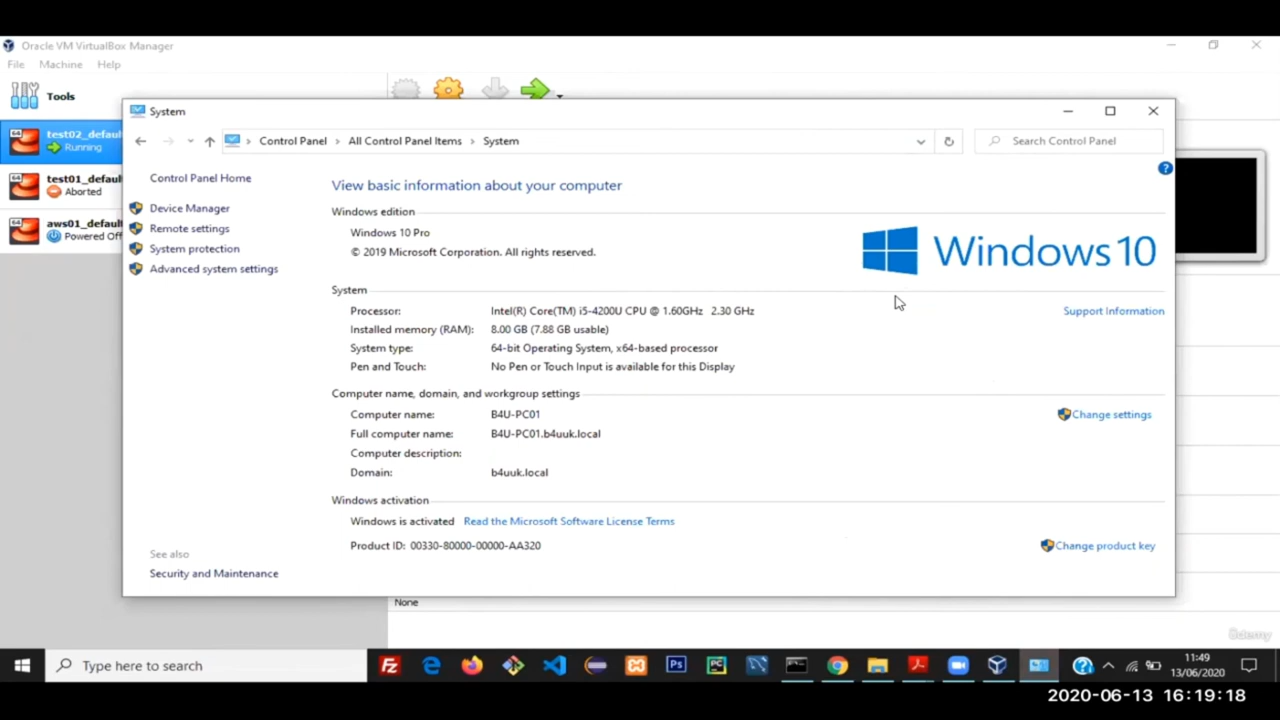 Oracle VM VirtualBox Manager
File Machine Help
Tools
System
test02_defaul
Running
test01_defaul
Aborted
aws01_default
Powered Off
Control Panel › All Control Panel Items › System
Search Control Panel
Control Panel Home
Device Manager
Remote settings
System protection
Advanced system settings
See also
Security and Maintenance
View basic information about your computer
Windows edition
Windows 10 Pro
© 2019 Microsoft Corporation. All rights reserved.
Windows 10
System
Processor: Intel(R) Core(TM) i5-4200U CPU @ 1.60GHz 2.30 GHz
Support Information
Installed memory (RAM): 8.00 GB (7.88 GB usable)
System type: 64-bit Operating System, x64-based processor
Pen and Touch: No Pen or Touch Input is available for this Display
Computer name, domain, and workgroup settings
Computer name: B4U-PC01
Change settings
Full computer name: B4U-PC01.b4uuk.local
Computer description:
Domain: b4uuk.local
Windows activation
Windows is activated Read the Microsoft Software License Terms
Product ID: 00330-80000-00000-AA320
Change product key
None
ûdemy
Type here to search
Fz
Ps
PC
11:49
13/06/2020
2020-06-13 16:19:18